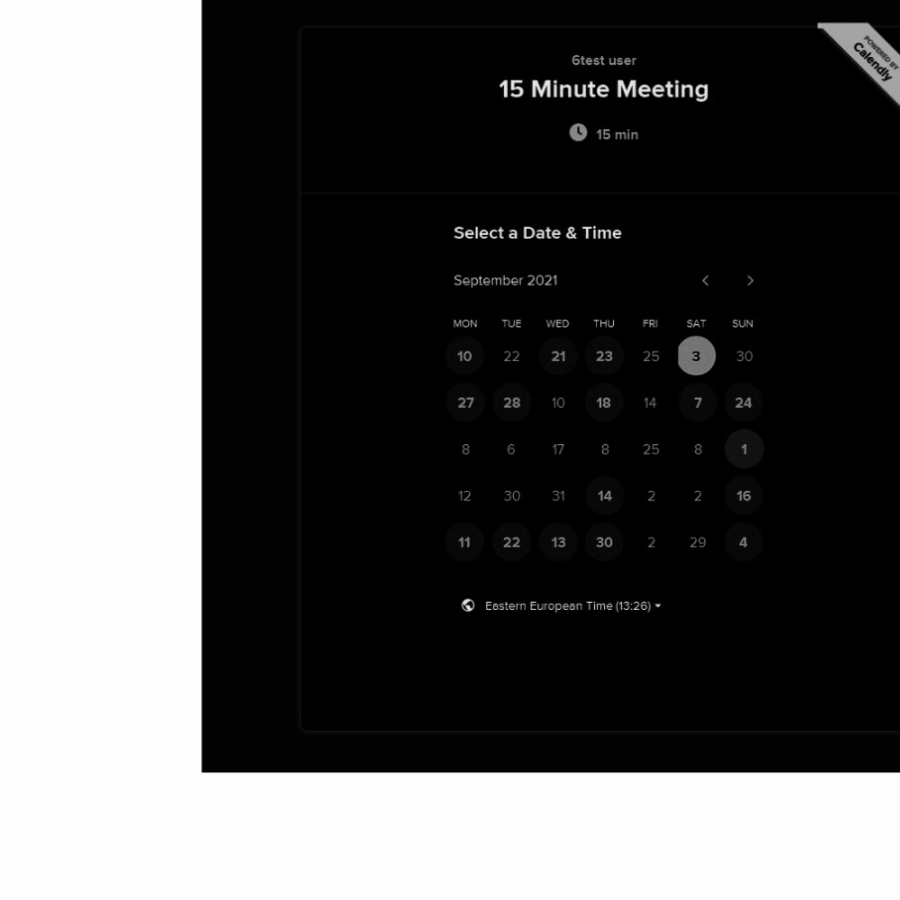 POWERED BY
Calendly
6test user
15 Minute Meeting
15 min
Select a Date & Time
September 2021
MON TUE WED THU FRI SAT SUN
10 22 21 23 25 3 30
27 28 10 18 14 7 24
8 6 17 8 25 8 1
12 30 31 14 2 2 16
11 22 13 30 2 29 4
Eastern European Time (13:26)